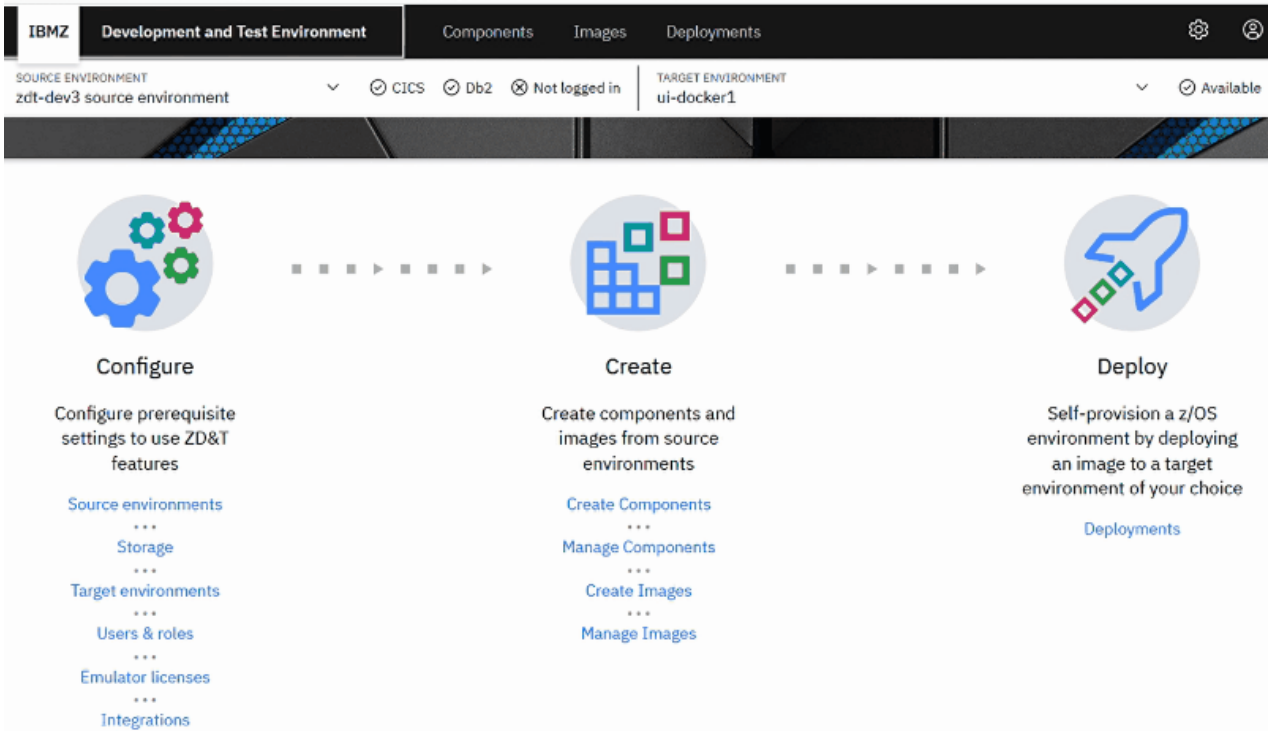 IBMZ Development and Test Environment Components Images Deployments
SOURCE ENVIRONMENT
zdt-dev3 source environment
CICS Db2 Not logged in
TARGET ENVIRONMENT
ui-docker1
Available
Configure
Configure prerequisite
settings to use ZD&T
features
Source environments
Storage
Target environments
Users & roles
Emulator licenses
Integrations
Create
Create components and
images from source
environments
Create Components
Manage Components
Create Images
Manage Images
Deploy
Self-provision a z/OS
environment by deploying
an image to a target
environment of your choice
Deployments